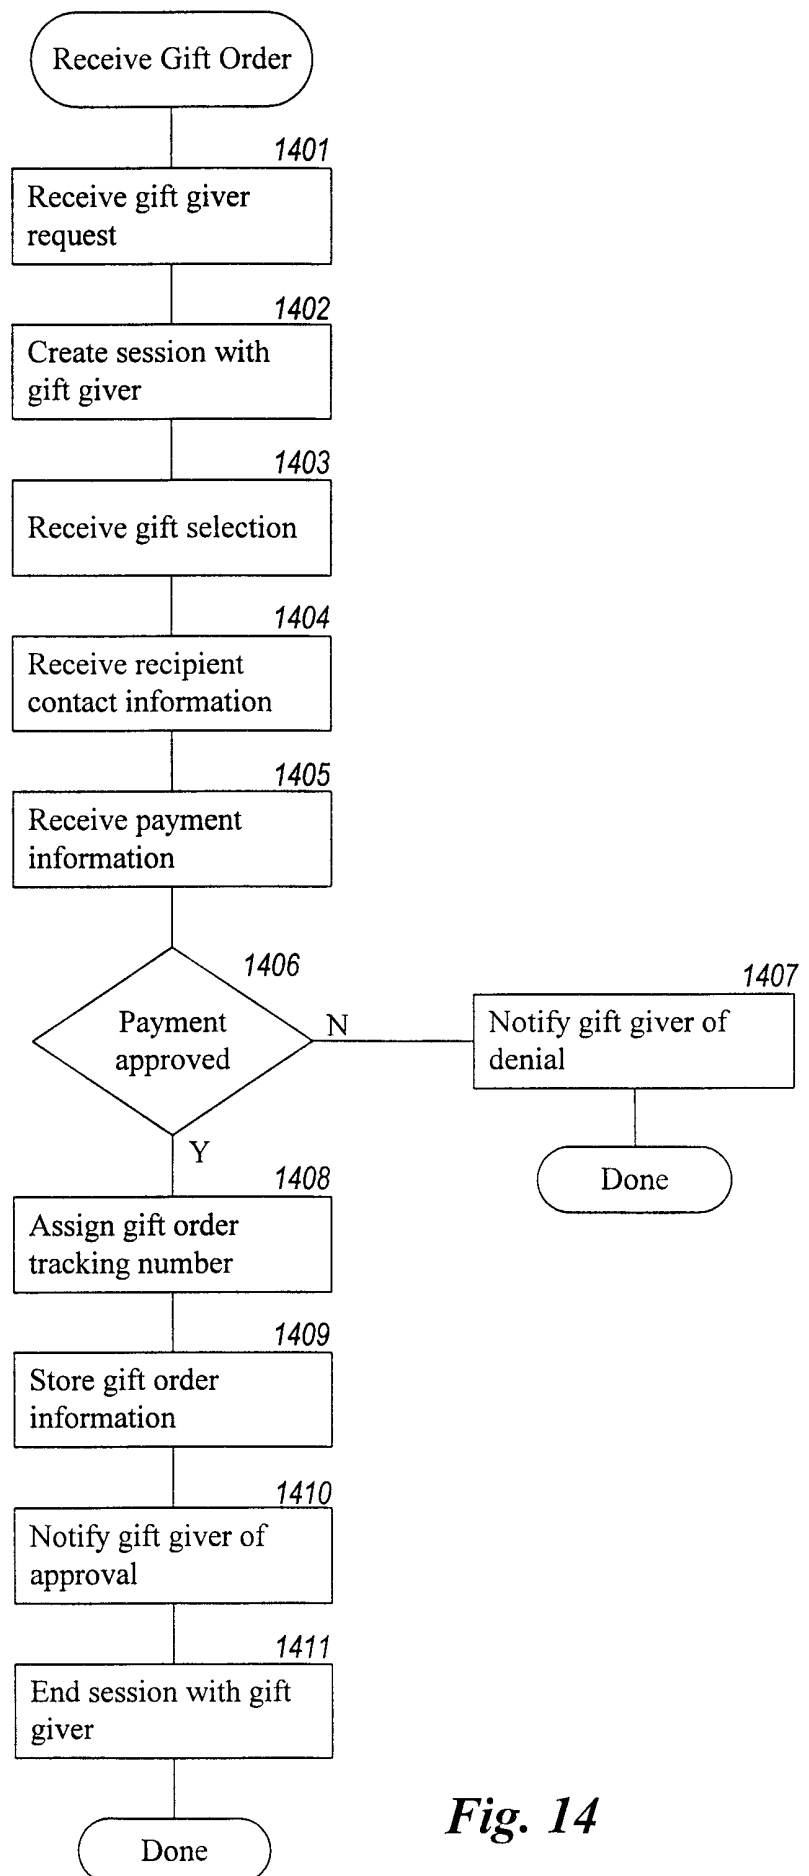 Receive Gift Order
1401
Receive gift giver
request
1402
Create session with
gift giver
1403
Receive gift selection
1404
Receive recipient
contact information
1405
Receive payment
information
1406
Payment
approved
N
1407
Notify gift giver of
denial
Done
Y
1408
Assign gift order
tracking number
1409
Store gift order
information
1410
Notify gift giver of
approval
1411
End session with gift
giver
Done
Fig. 14